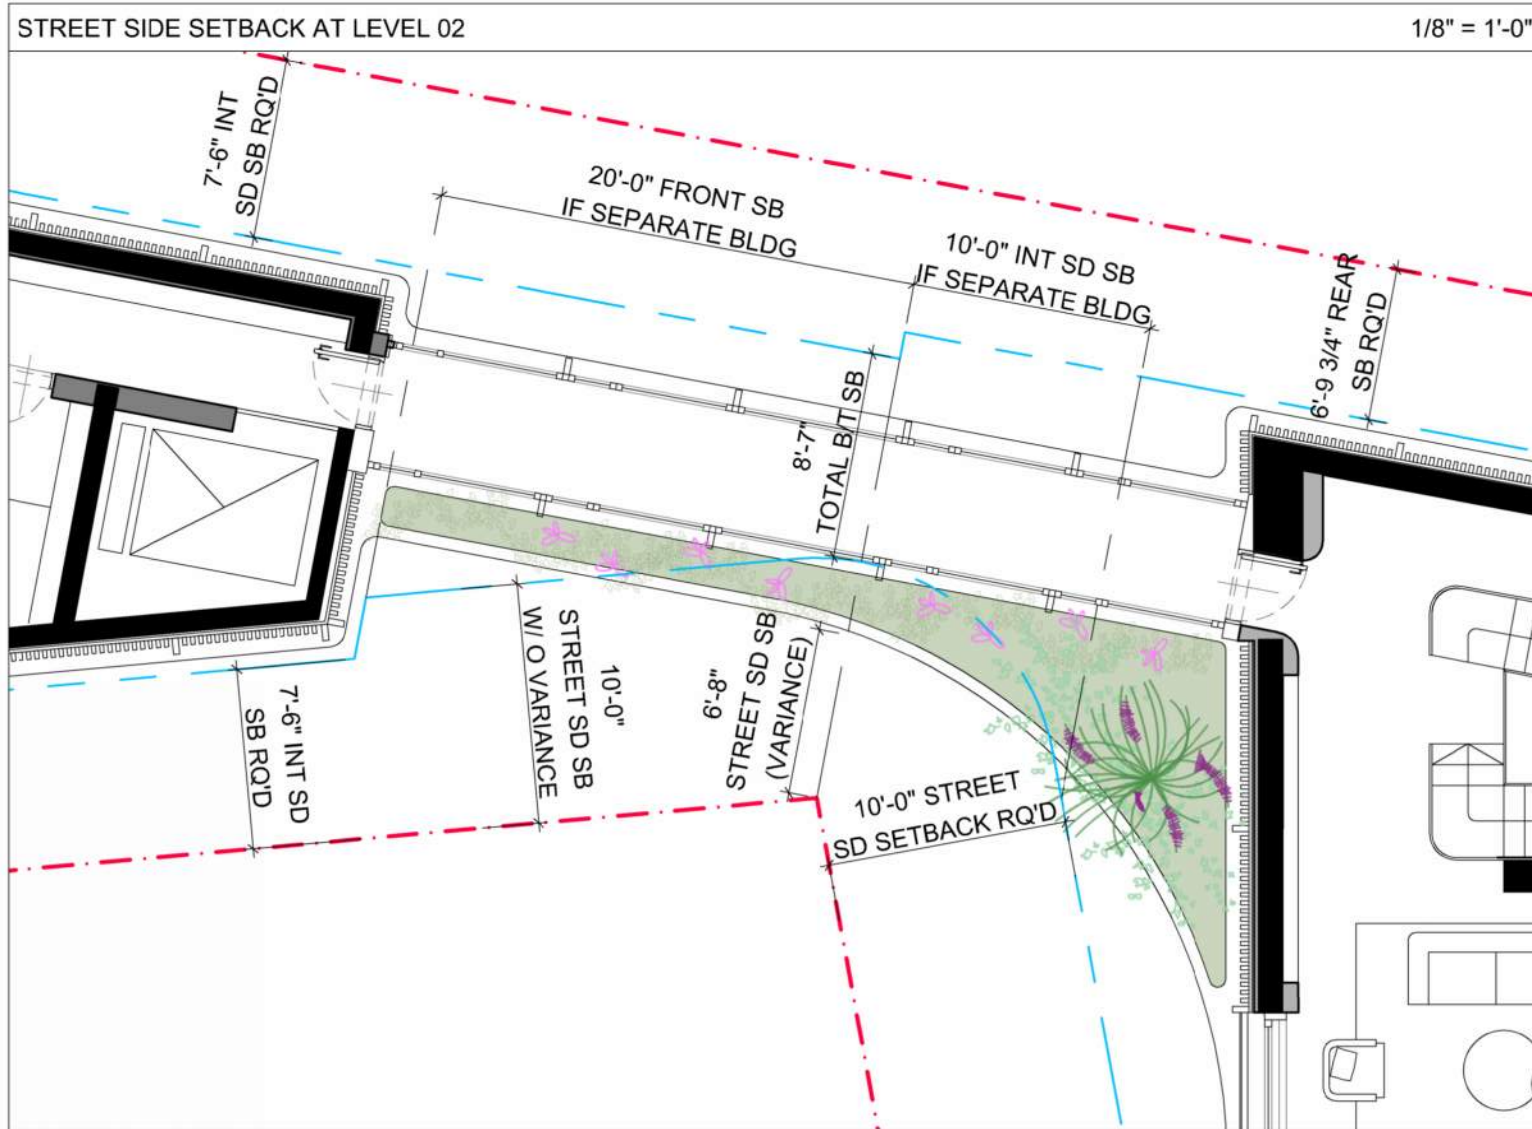 STREET SIDE SETBACK AT LEVEL 02
1/8" = 1'-0"
7'-6" INT
SD SB RQ'D
20'-0" FRONT SB
IF SEPARATE BLDG
10'-0" INT SD SB
IF SEPARATE BLDG
6'-9 3/4" REAR
SB RQ'D
8'-7"
TOTAL B/T SB
7'-6" INT SD
SB RQ'D
10'-0"
STREET SD SB
W/ O VARIANCE
6'-8"
STREET SD SB
(VARIANCE)
10'-0" STREET
SD SETBACK RQ'D